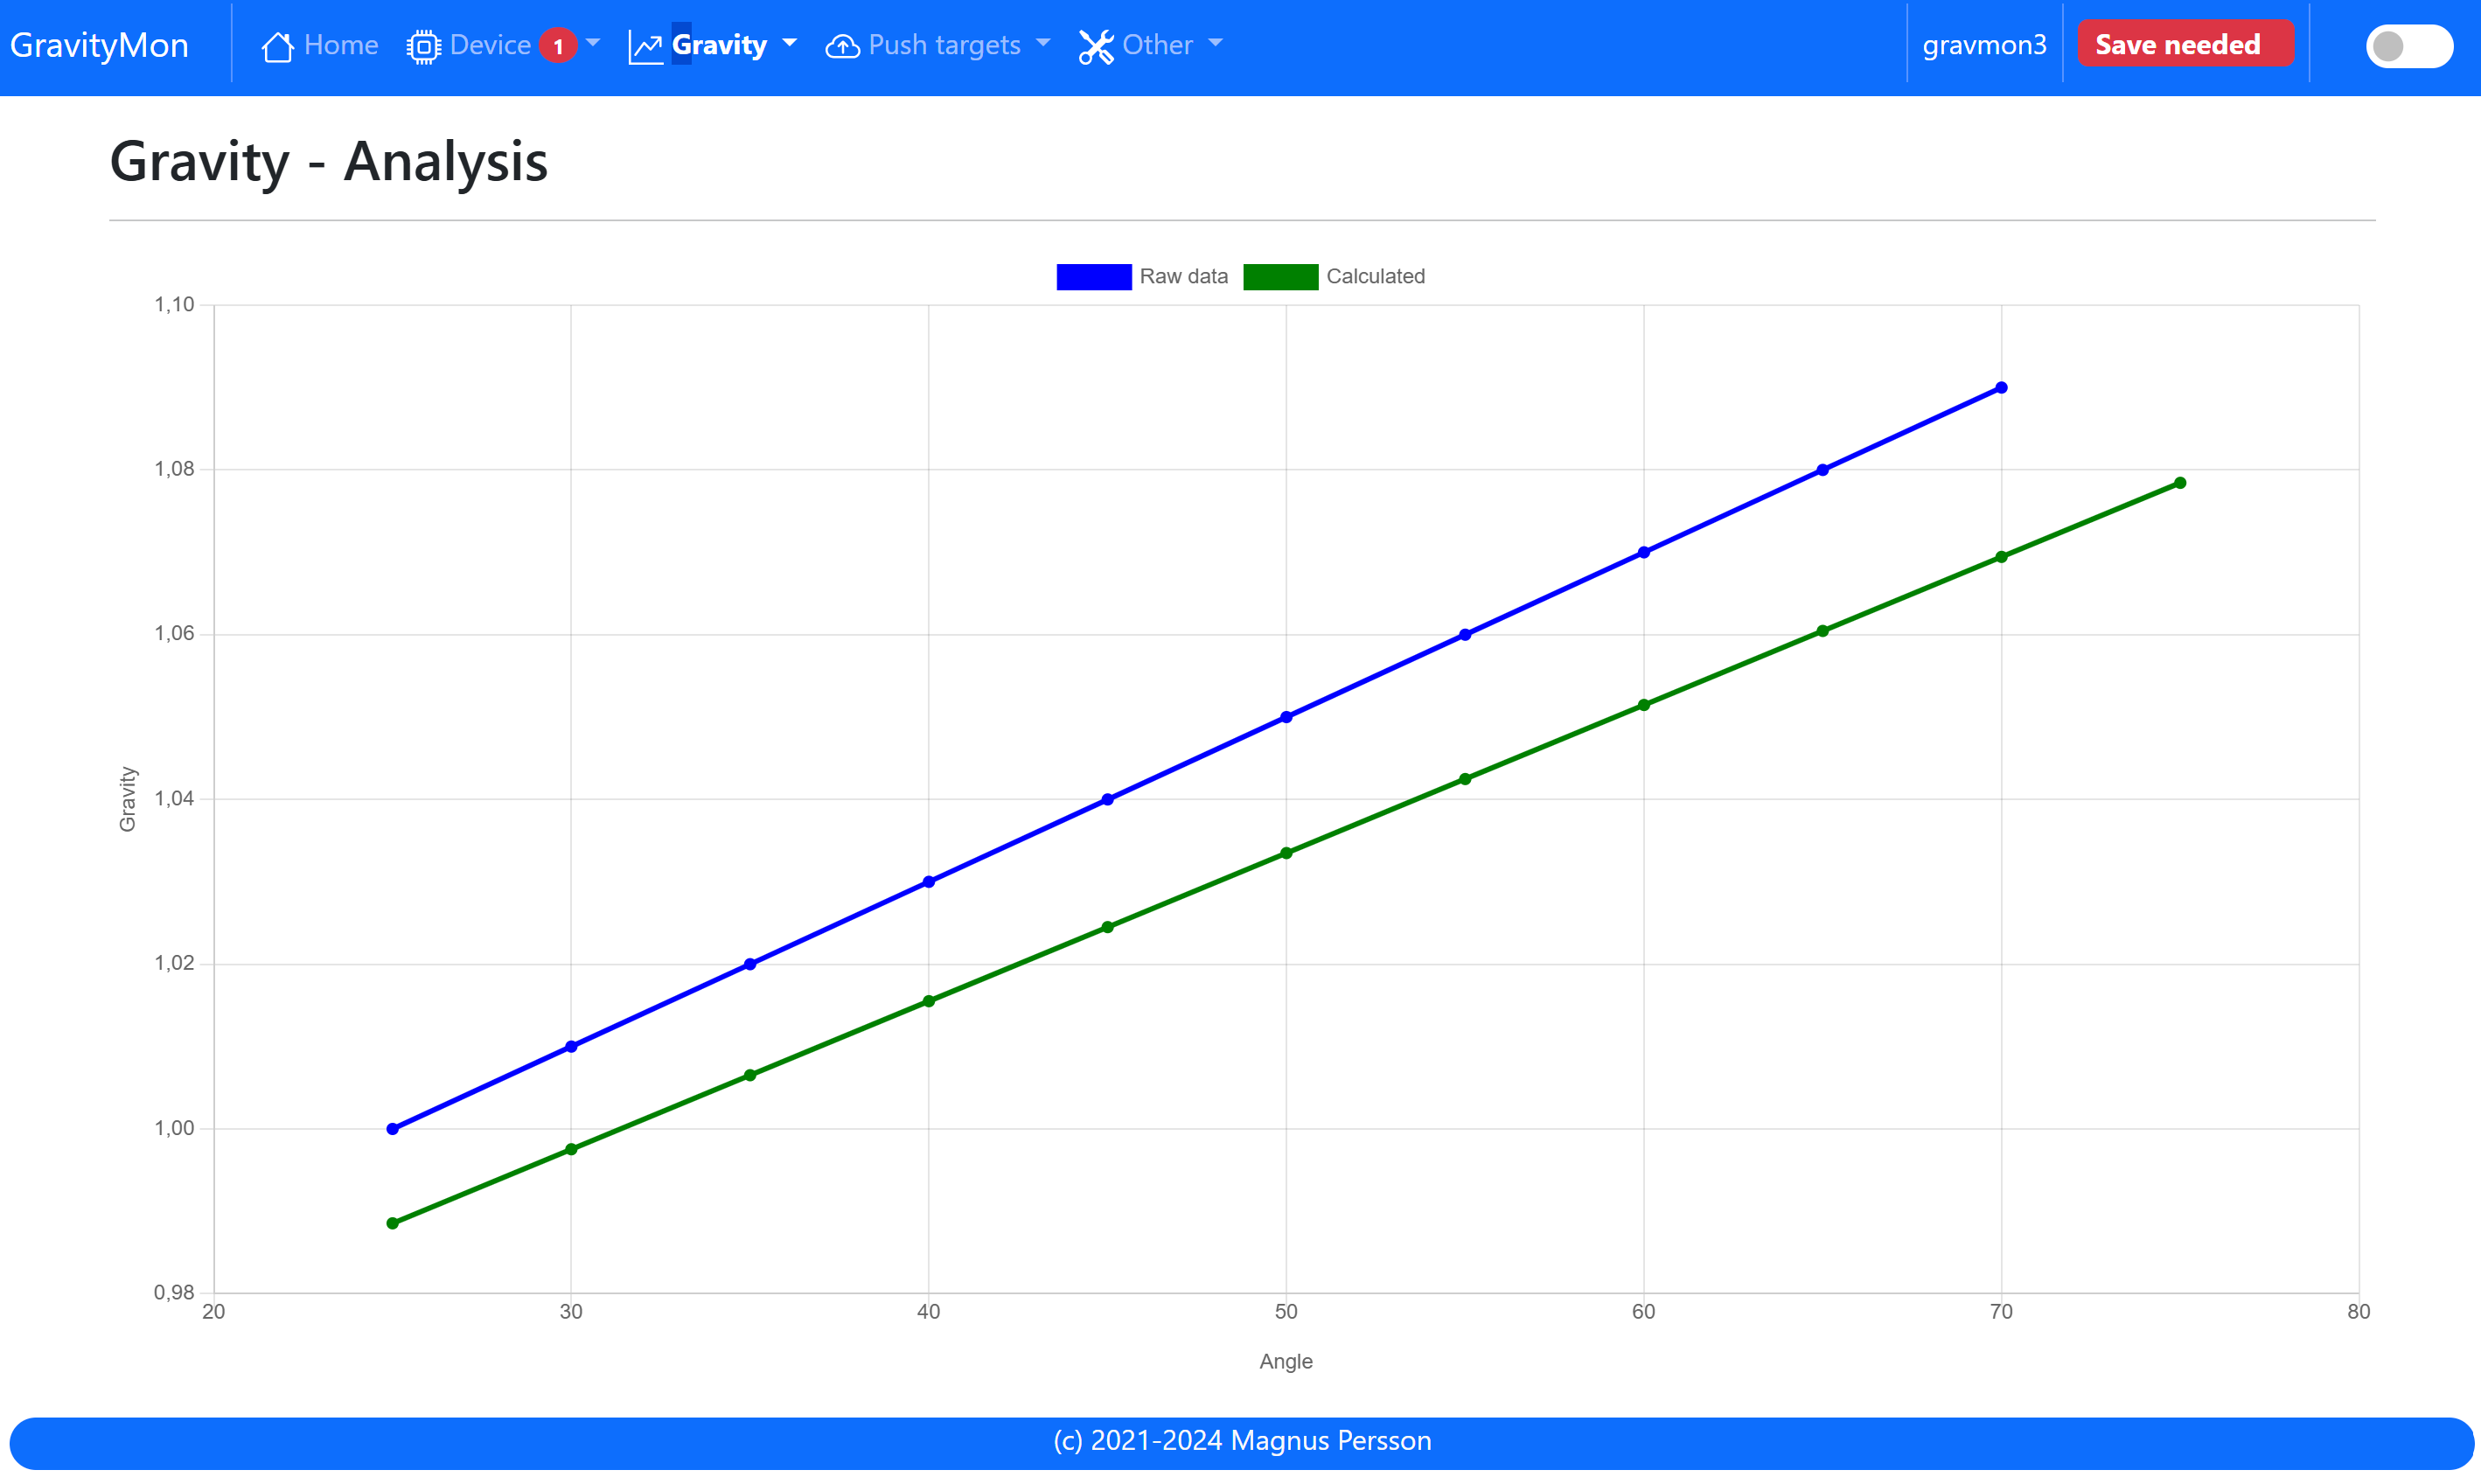 GravityMon Home Device 1 Gravity Push targets Other gravmon3 Save needed
Gravity - Analysis
Raw data Calculated
1,10
1,08
1,06
1,04
1,02
1,00
0,98
Gravity
20 30 40 50 60 70 80
Angle
(c) 2021-2024 Magnus Persson